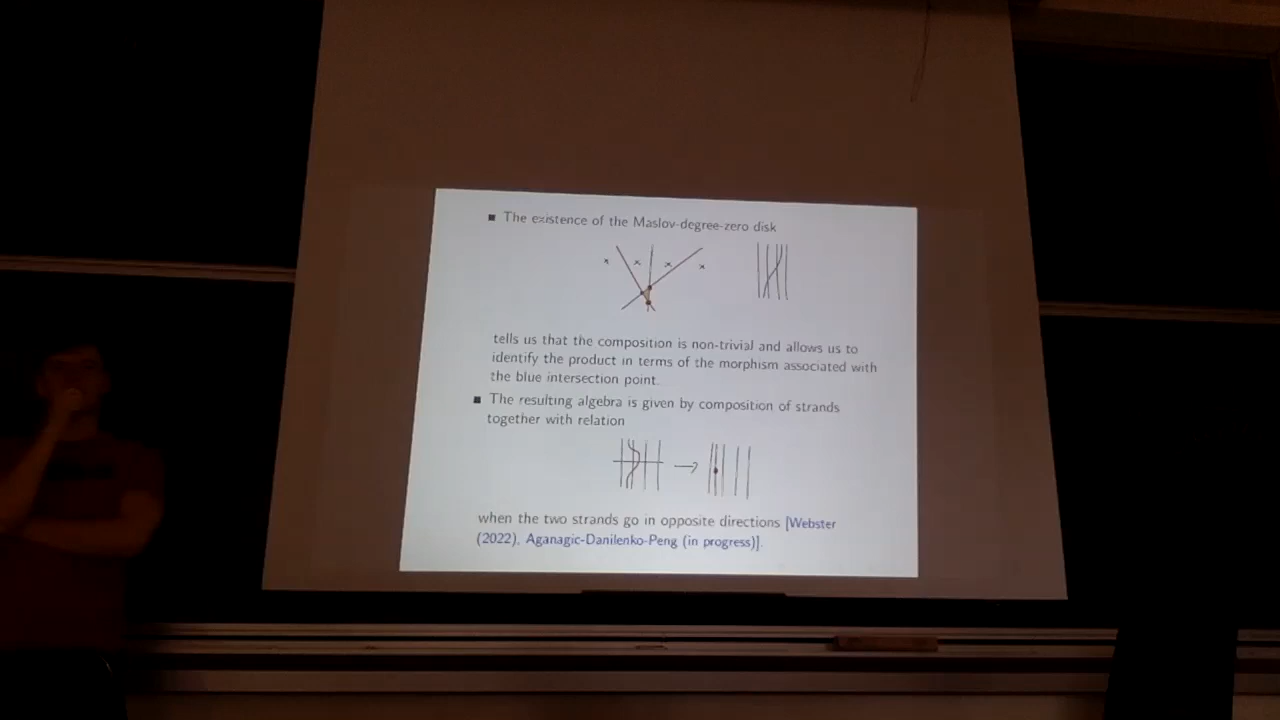 The existence of the Maslov-degree-zero disk
tells us that the composition is non-trivial and allows us to
identify the product in terms of the morphism associated with
the blue intersection point.
The resulting algebra is given by composition of strands
together with relation
when the two strands go in opposite directions [Webster
(2022), Aganagic-Danilenko-Peng (in progress)].